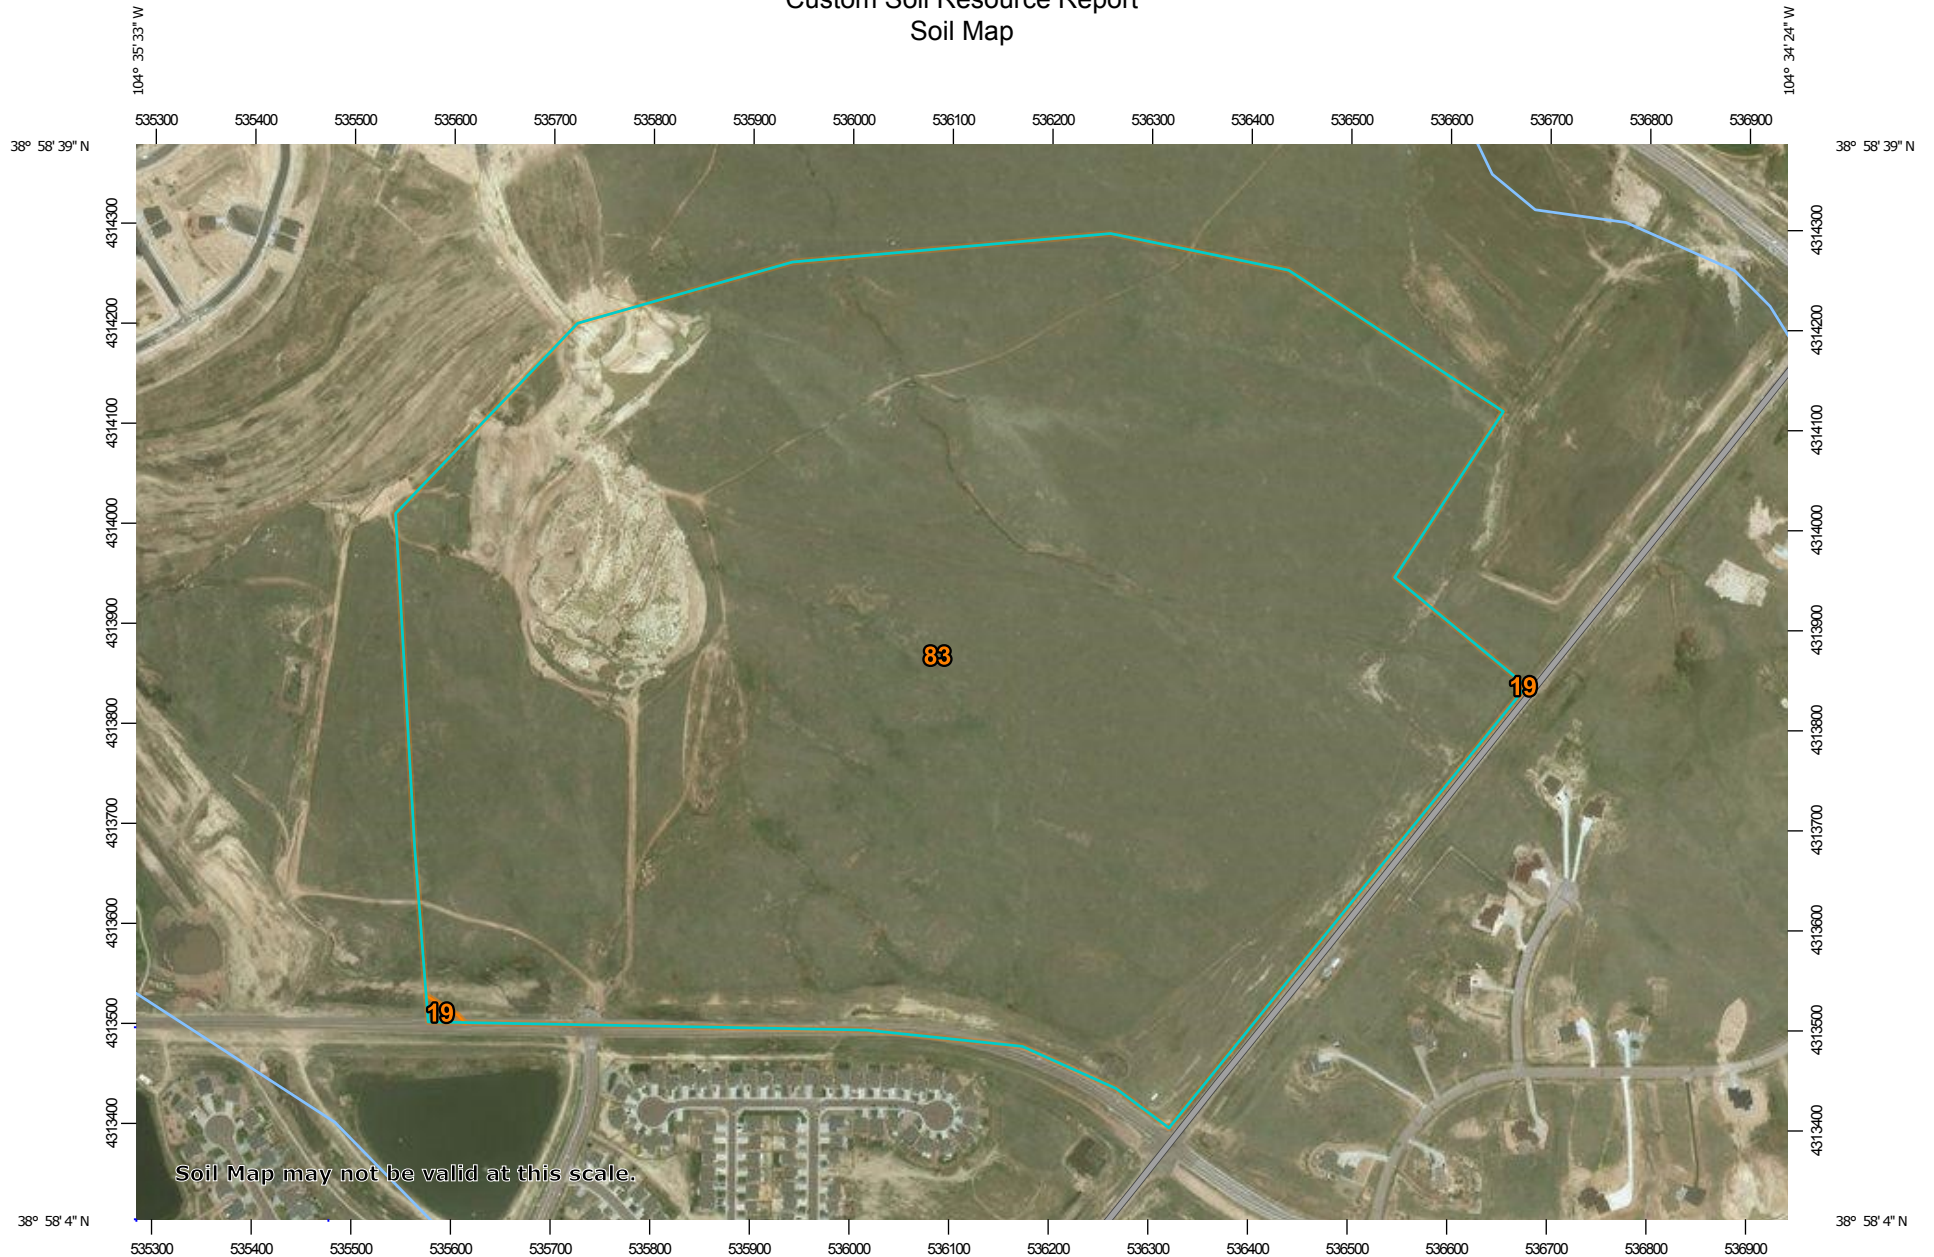 Custom Soil Resource Report
Soil Map
104° 35' 33" W
104° 34' 24" W
535300 535400 535500 535600 535700 535800 535900 536000 536100 536200 536300 536400 536500 536600 536700 536800 536900
38° 58' 39" N
38° 58' 39" N
4314300
4314300
4314200
4314200
4314100
4314100
4314000
4314000
4313900
4313900
83
19
4313800
4313800
4313700
4313700
4313600
4313600
19
4313500
4313500
4313400
4313400
Soil Map may not be valid at this scale.
38° 58' 4" N
38° 58' 4" N
535300 535400 535500 535600 535700 535800 535900 536000 536100 536200 536300 536400 536500 536600 536700 536800 536900